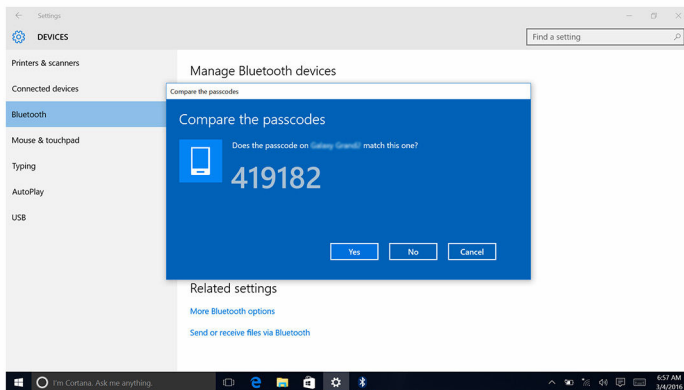 Settings
DEVICES
Find a setting
Printers & scanners
Connected devices
Bluetooth
Mouse & touchpad
Typing
AutoPlay
USB
Manage Bluetooth devices
Compare the passcodes
Compare the passcodes
Does the passcode on Galaxy Grand2 match this one?
419182
Yes No Cancel
Related settings
More Bluetooth options
Send or receive files via Bluetooth
I'm Cortana. Ask me anything.
6:57 AM
3/4/2016